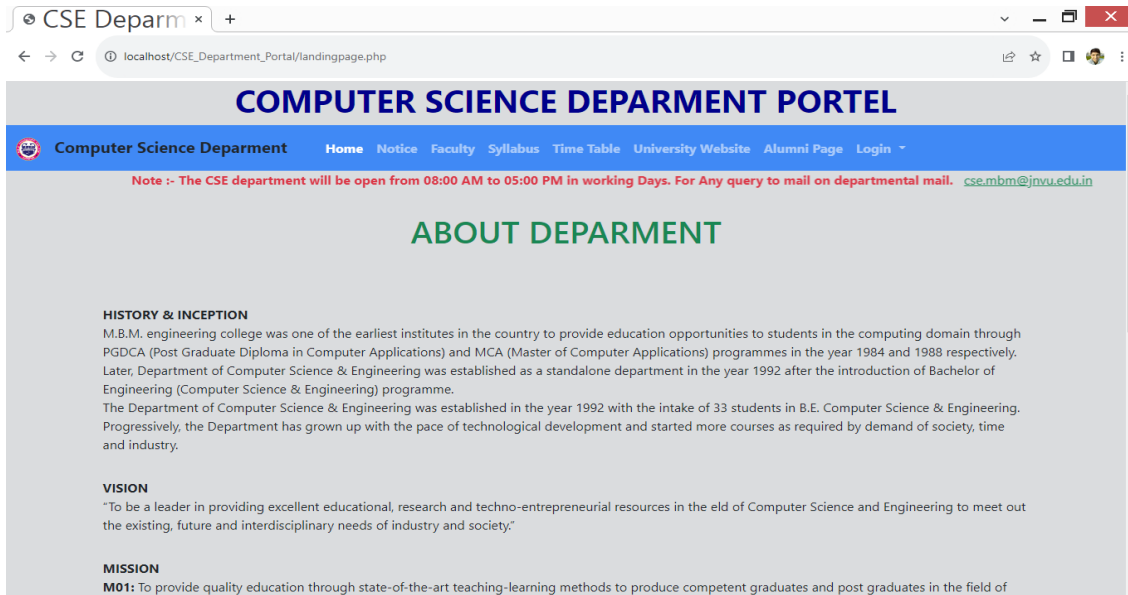 CSE Deparm
localhost/CSE_Department_Portal/landingpage.php
COMPUTER SCIENCE DEPARMENT PORTEL
Computer Science Deparment Home Notice Faculty Syllabus Time Table University Website Alumni Page Login
Note :- The CSE department will be open from 08:00 AM to 05:00 PM in working Days. For Any query to mail on departmental mail. cse.mbm@jnvu.edu.in
ABOUT DEPARMENT
HISTORY & INCEPTION
M.B.M. engineering college was one of the earliest institutes in the country to provide education opportunities to students in the computing domain through
PGDCA (Post Graduate Diploma in Computer Applications) and MCA (Master of Computer Applications) programmes in the year 1984 and 1988 respectively.
Later, Department of Computer Science & Engineering was established as a standalone department in the year 1992 after the introduction of Bachelor of
Engineering (Computer Science & Engineering) programme.
The Department of Computer Science & Engineering was established in the year 1992 with the intake of 33 students in B.E. Computer Science & Engineering.
Progressively, the Department has grown up with the pace of technological development and started more courses as required by demand of society, time
and industry.
VISION
"To be a leader in providing excellent educational, research and techno-entrepreneurial resources in the eld of Computer Science and Engineering to meet out
the existing, future and interdisciplinary needs of industry and society."
MISSION
M01: To provide quality education through state-of-the-art teaching-learning methods to produce competent graduates and post graduates in the field of